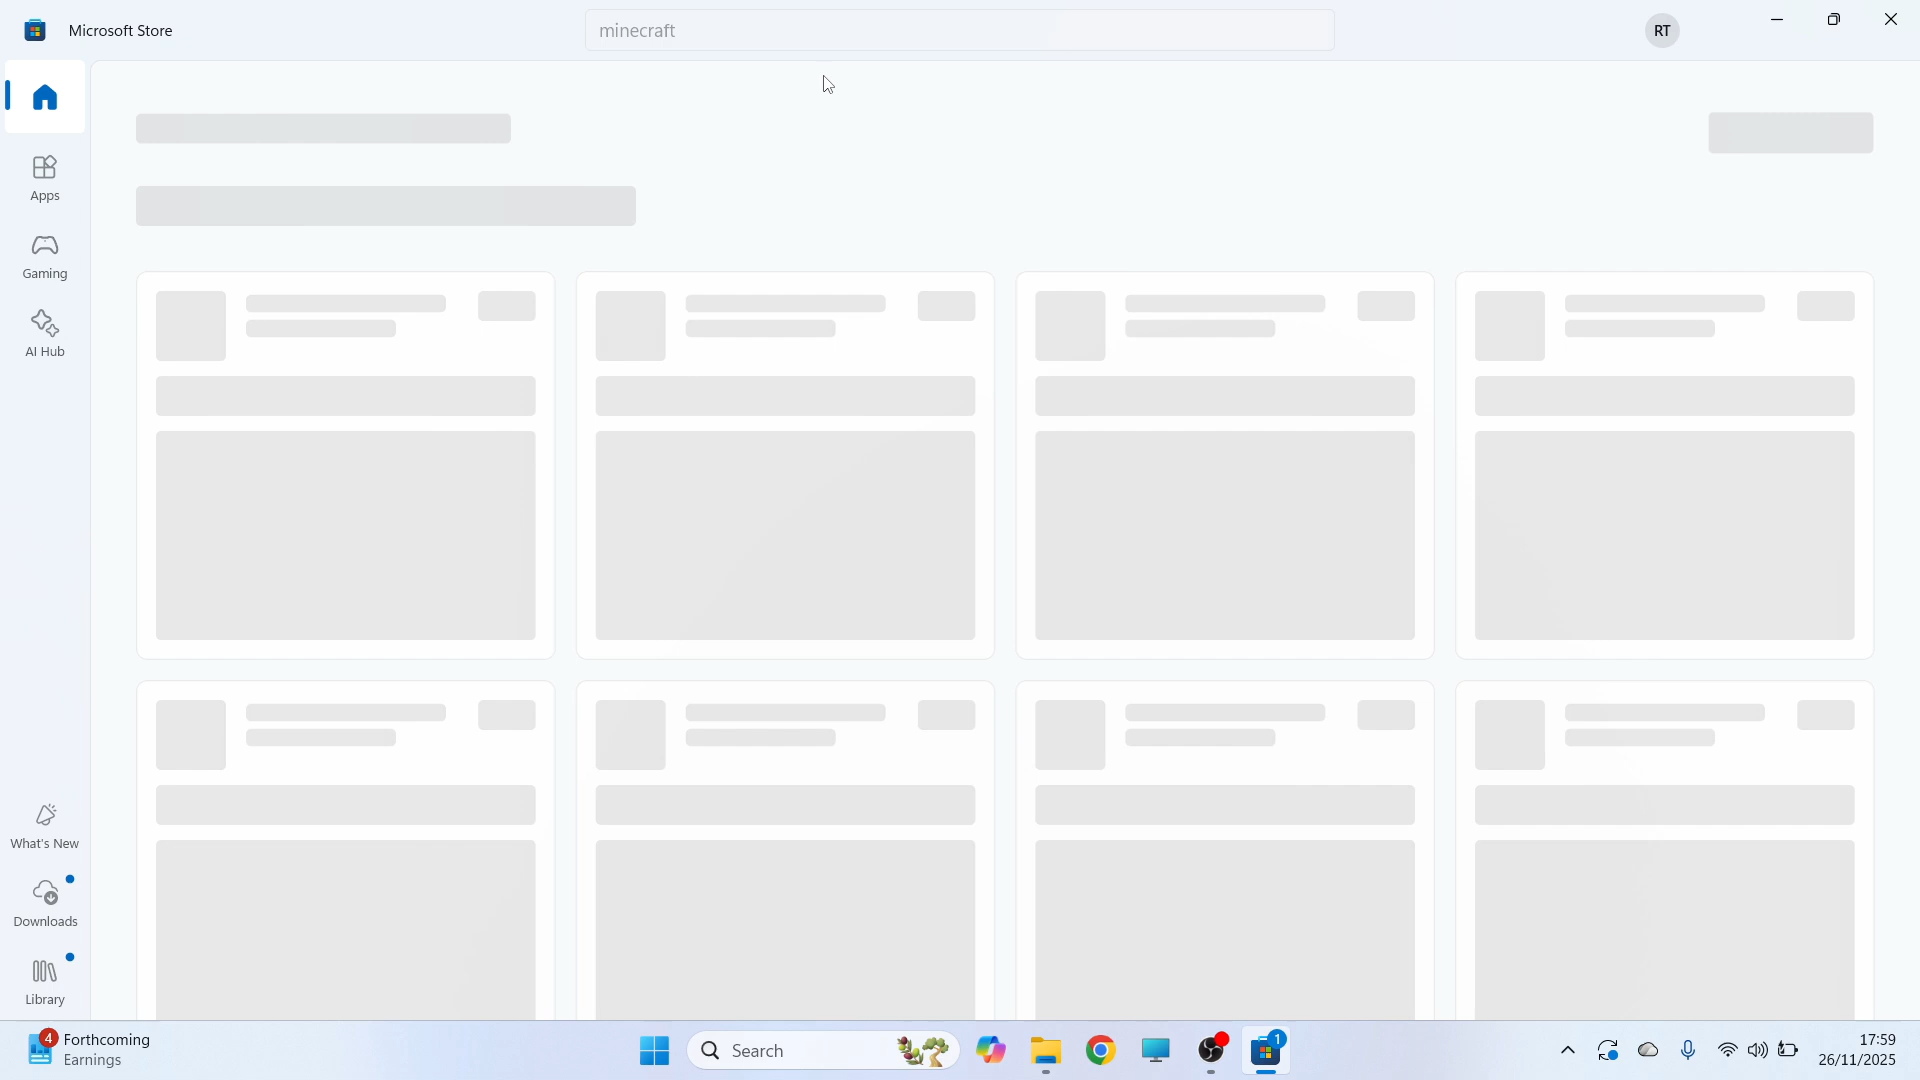 Microsoft Store
minecraft
RT
Apps
Gaming
AI Hub
What's New
Downloads
Library
4
Forthcoming
Earnings
Search
1
17:59
26/11/2025